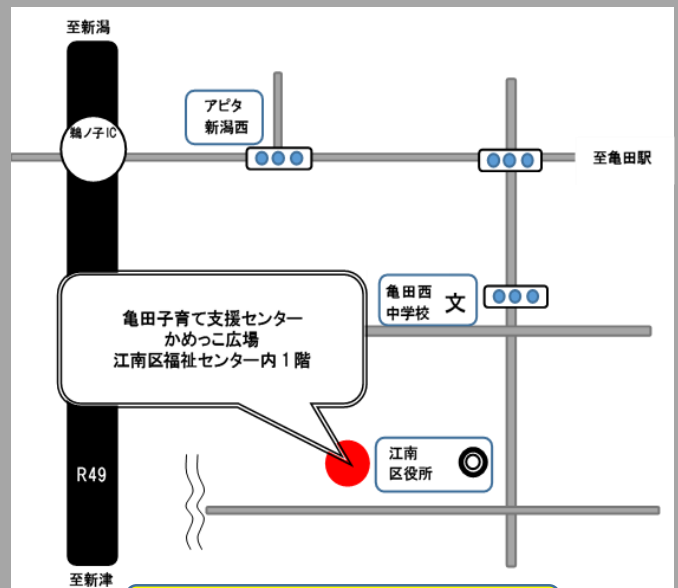 至新潟
アピタ
新潟西
鵜ノ子IC
至亀田駅
亀田西
中学校
文
亀田子育て支援センター
かめっこ広場
江南区福祉センター内1階
江南
区役所
R49
至新津